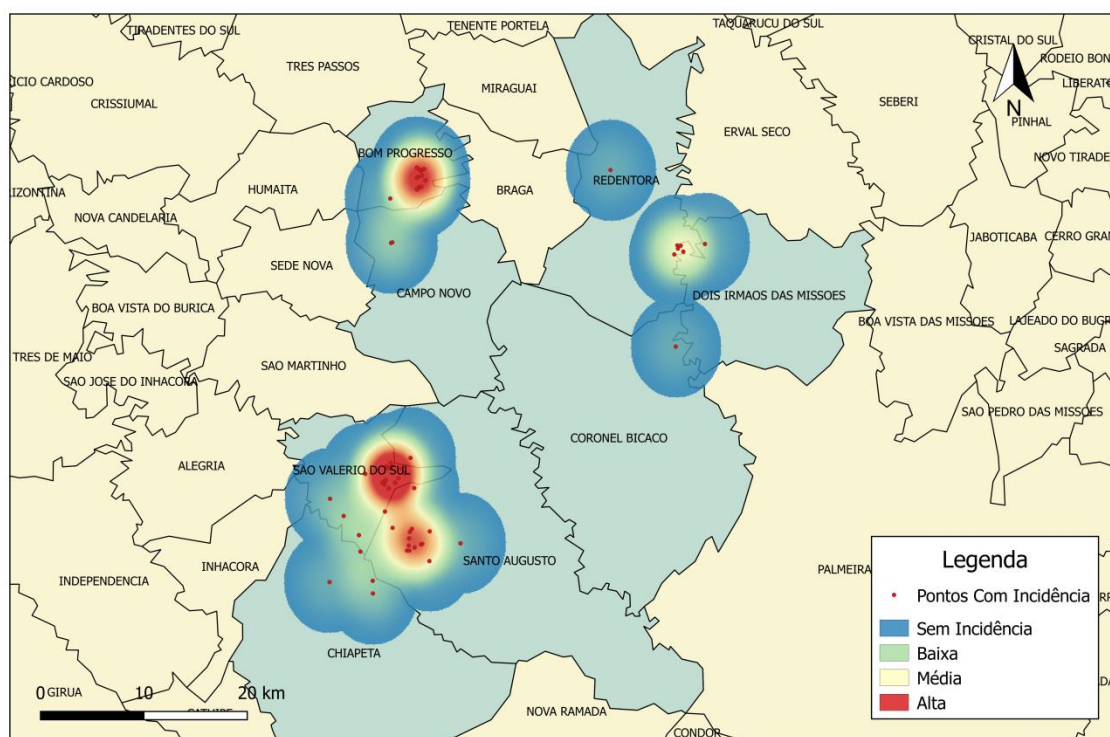 TENENTE PORTELA
TAQUARUCU DO SUL
TIRADENTES DO SUL
CRISTAL DO SUL
RODEIO BON
TRES PASSOS
ICIO CARDOSO
LIBERATO
MIRAGUAI
CRISSIUMAL
SEBERI
PINHAL
N
ERVAL SECO
BOM PROGRESSO
NOVO TIRADE
REDENTORA
HUMAITA
BRAGA
RIZONTINA
NOVA CANDELARIA
JABOTICABA
CERRO GRAN
SEDE NOVA
CAMPO NOVO
DOIS IRMAOS DAS MISSOES
BOA VISTA DO BURICA
BOA VISTA DAS MISSOES
LAJEADO DO BUGR
SAGRADA
TRES DE MAIO
SAO MARTINHO
SAO JOSE DO INHACORA
SAO PEDRO DAS MISSOES
CORONEL BICACO
ALEGRIA
SAO VALERIO DO SUL
SANTO AUGUSTO
INHACORA
PALMEIRA
INDEPENDENCIA
CHIAPETA
GIRUA
NOVA RAMADA
CONDOR
0 10 20 km
Legenda
Pontos Com Incidência
Sem Incidência
Baixa
Média
Alta